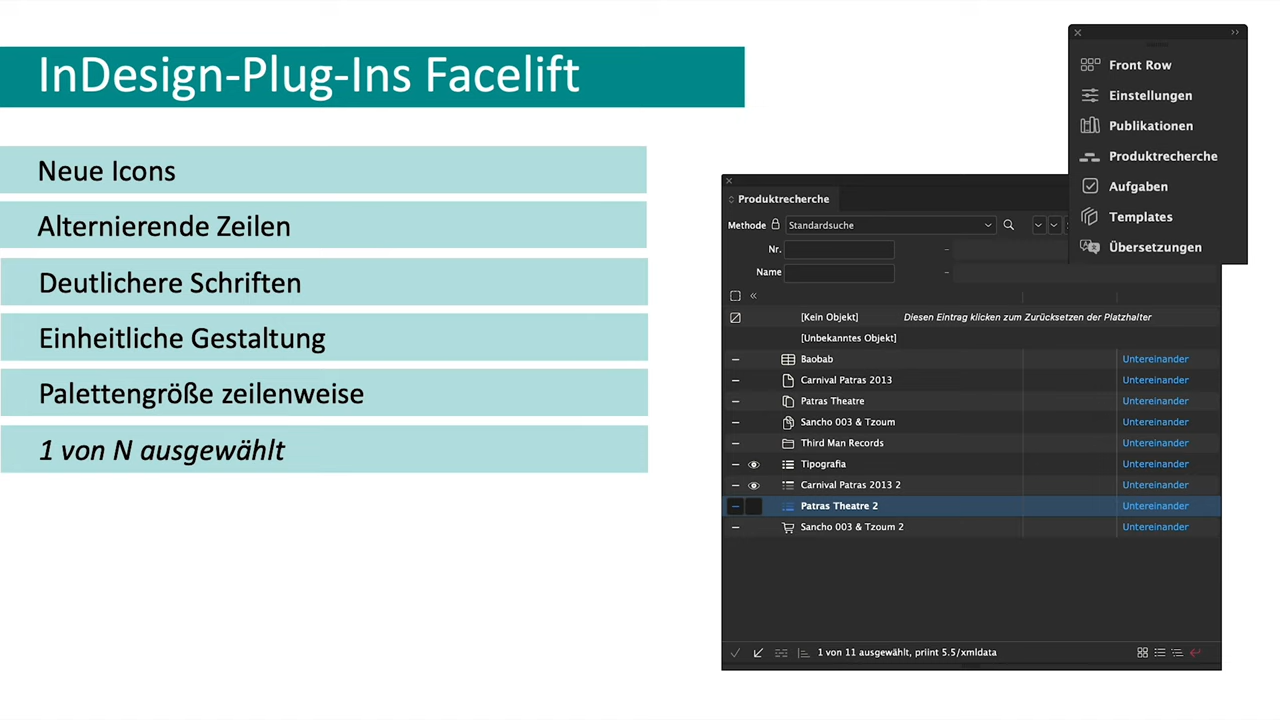 InDesign-Plug-Ins Facelift
Neue Icons
Alternierende Zeilen
Deutlichere Schriften
Einheitliche Gestaltung
Palettengröße zeilenweise
1 von N ausgewählt
Front Row
Einstellungen
Publikationen
Produktrecherche
Aufgaben
Templates
Übersetzungen
Produktrecherche
Methode Standardsuche
Nr. –
Name –
[Kein Objekt] Diesen Eintrag klicken zum Zurücksetzen der Platzhalter
[Unbekanntes Objekt]
Baobab Untereinander
Carnival Patras 2013 Untereinander
Patras Theatre Untereinander
Sancho 003 & Tzoum Untereinander
Third Man Records Untereinander
Tipografia Untereinander
Carnival Patras 2013 2 Untereinander
Patras Theatre 2 Untereinander
Sancho 003 & Tzoum 2 Untereinander
1 von 11 ausgewählt, priint 5.5/xmldata